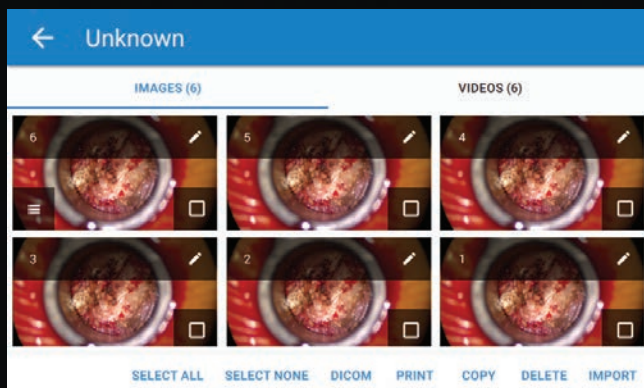 Unknown
IMAGES (6) VIDEOS (6)
6 5 4
3 2 1
SELECT ALL SELECT NONE DICOM PRINT COPY DELETE IMPORT